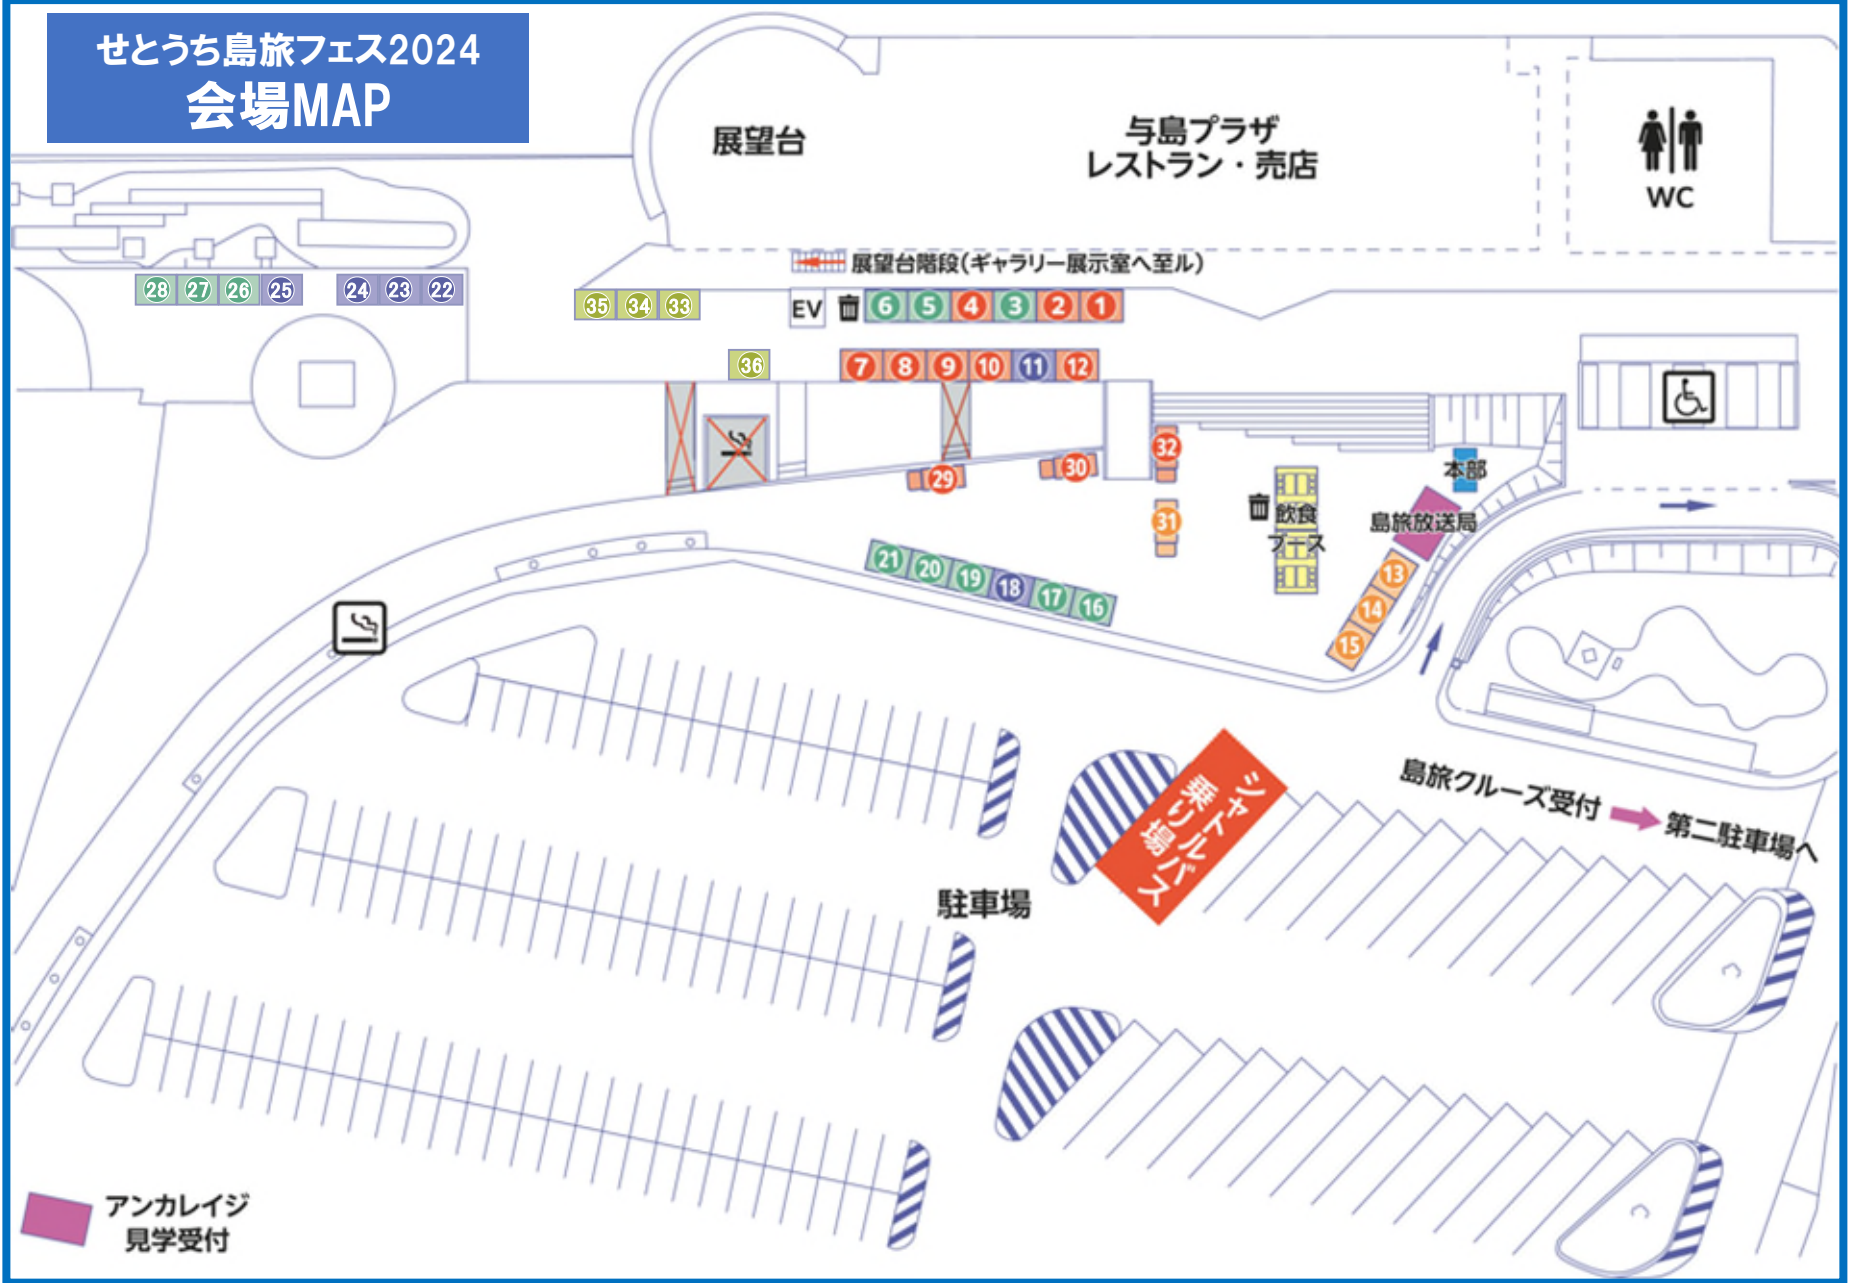 せとうち島旅フェス2024
会場MAP
展望台
与島プラザ
レストラン・売店
WC
展望台階段(ギャラリー展示室へ至ル)
28 27 26 25 24 23 22
35 34 33
EV
6 5 4 3 2 1
36
7 8 9 10 11 12
32
29
30
31
本部
飲食
ブース
島旅放送局
13
14
15
21 20 19 18 17 16
シャトルバス
乗り場
島旅クルーズ受付
第二駐車場へ
駐車場
アンカレイジ
見学受付